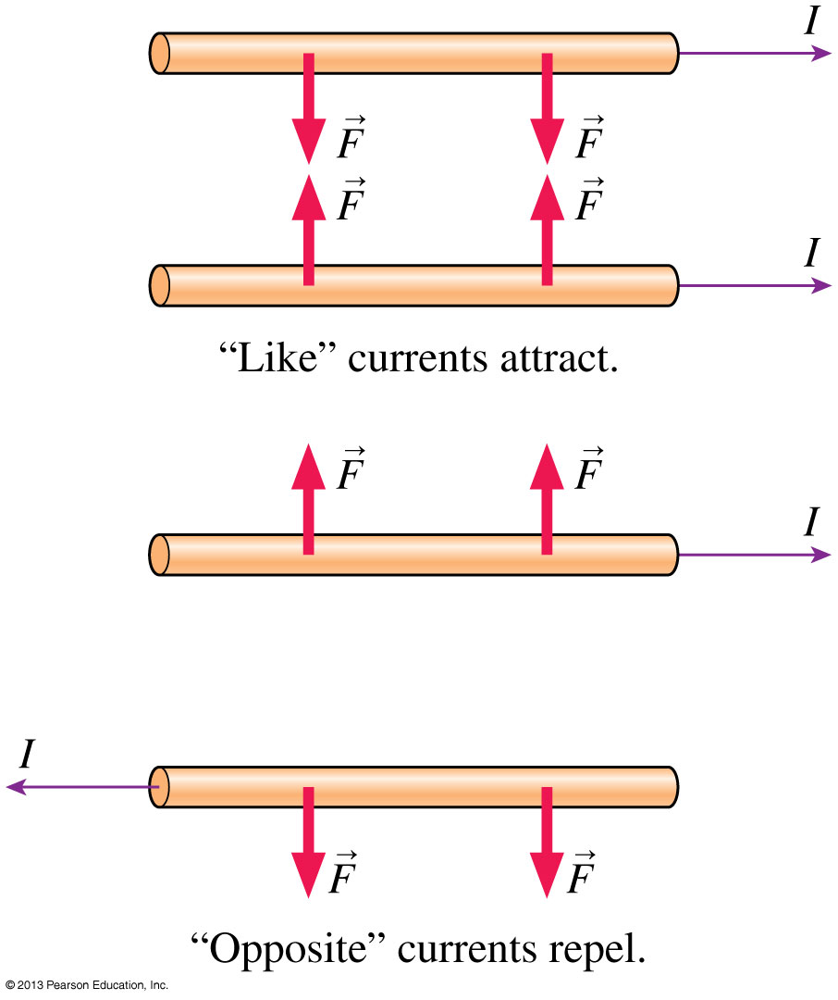 I
F⃗ F⃗
F⃗ F⃗
I
“Like” currents attract.
F⃗ F⃗
I
I
F⃗ F⃗
“Opposite” currents repel.
© 2013 Pearson Education, Inc.